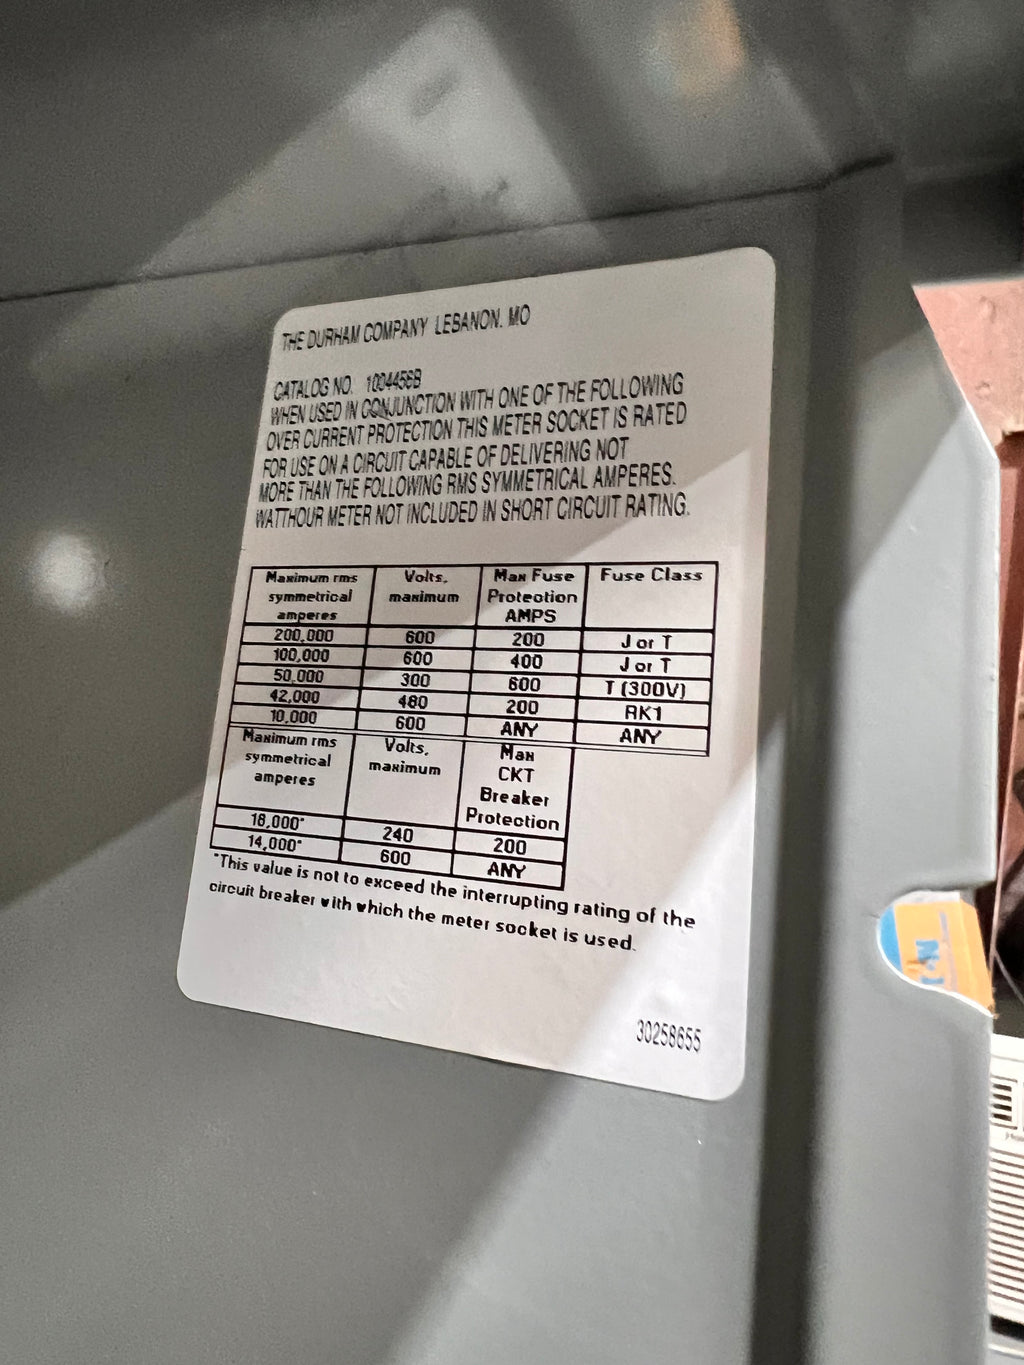 THE DURHAM COMPANY LEBANON, MO
CATALOG NO. 1004456B
WHEN USED IN CONJUNCTION WITH ONE OF THE FOLLOWING
OVER CURRENT PROTECTION THIS METER SOCKET IS RATED
FOR USE ON A CIRCUIT CAPABLE OF DELIVERING NOT
MORE THAN THE FOLLOWING RMS SYMMETRICAL AMPERES.
WATTHOUR METER NOT INCLUDED IN SHORT CIRCUIT RATING.
Maximum rms symmetrical amperes Volts, maximum Max Fuse Protection AMPS Fuse Class
200,000 600 200 J or T
100,000 600 400 J or T
50,000 300 600 T (300V)
42,000 480 200 RK1
10,000 600 ANY ANY
Maximum rms symmetrical amperes Volts, maximum Max CKT Breaker Protection
18,000* 240 200
14,000* 600 ANY
*This value is not to exceed the interrupting rating of the
circuit breaker with which the meter socket is used.
30258655